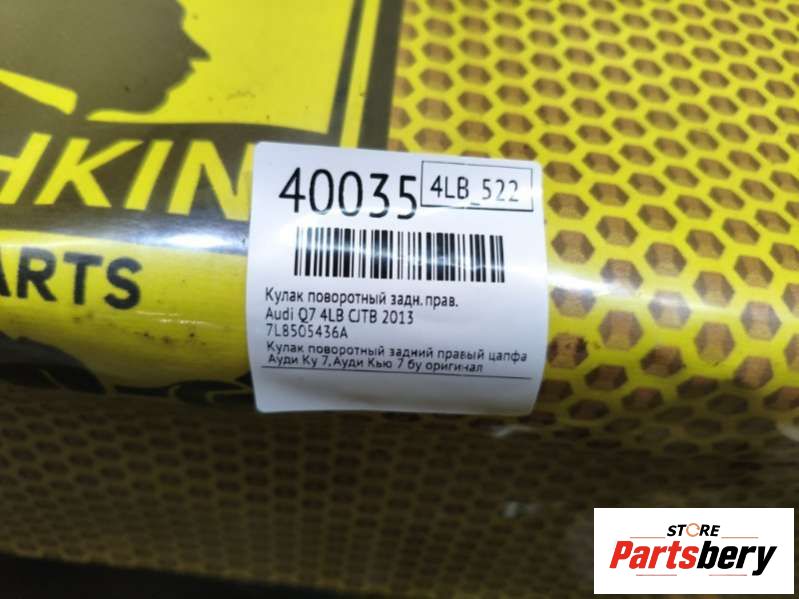 HKIN
ARTS
40035
4LB_522
Кулак поворотный задн.прав.
Audi Q7 4LB CJTB 2013
7L8505436A
Кулак поворотный задний правый цапфа
Ауди Ку 7,Ауди Кью 7 бу оригинал
STORE
Partsbery